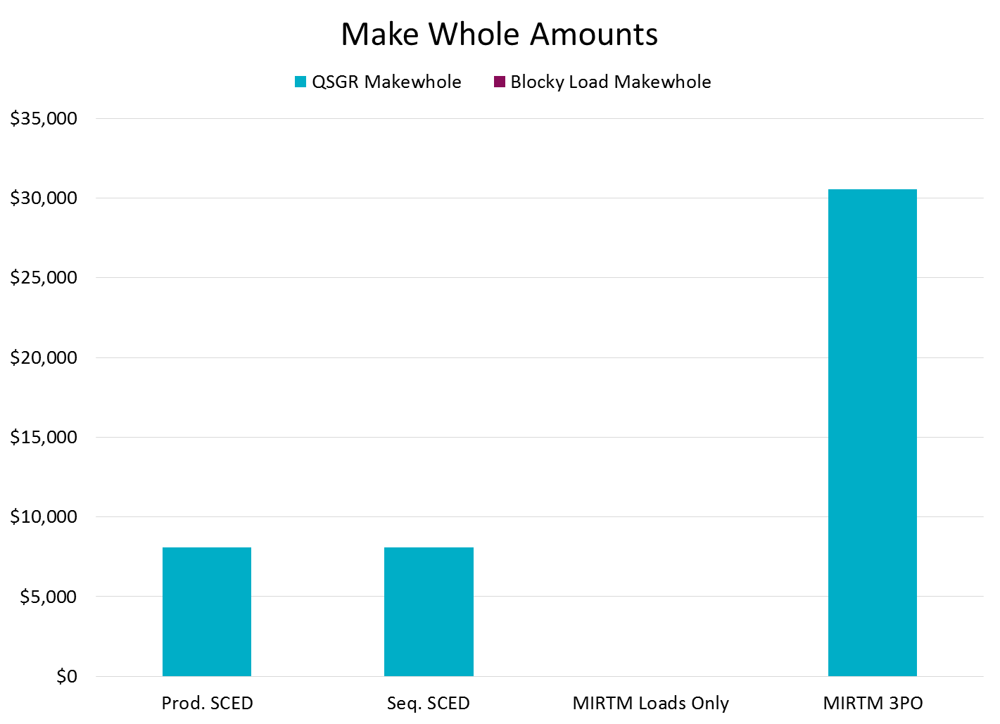 Make Whole Amounts
QSGR Makewhole Blocky Load Makewhole
$35,000
$30,000
$25,000
$20,000
$15,000
$10,000
$5,000
$0
Prod. SCED Seq. SCED MIRTM Loads Only MIRTM 3PO